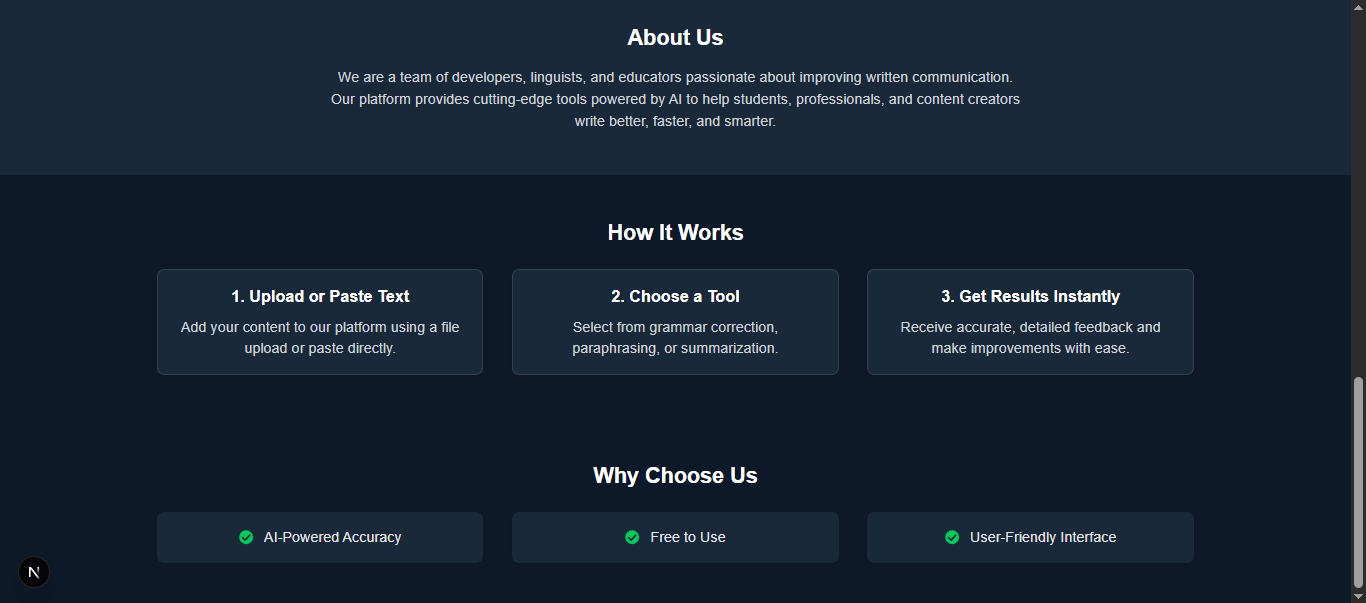 About Us
We are a team of developers, linguists, and educators passionate about improving written communication.
Our platform provides cutting-edge tools powered by AI to help students, professionals, and content creators
write better, faster, and smarter.
How It Works
1. Upload or Paste Text
Add your content to our platform using a file
upload or paste directly.
2. Choose a Tool
Select from grammar correction,
paraphrasing, or summarization.
3. Get Results Instantly
Receive accurate, detailed feedback and
make improvements with ease.
Why Choose Us
AI-Powered Accuracy
Free to Use
User-Friendly Interface
N